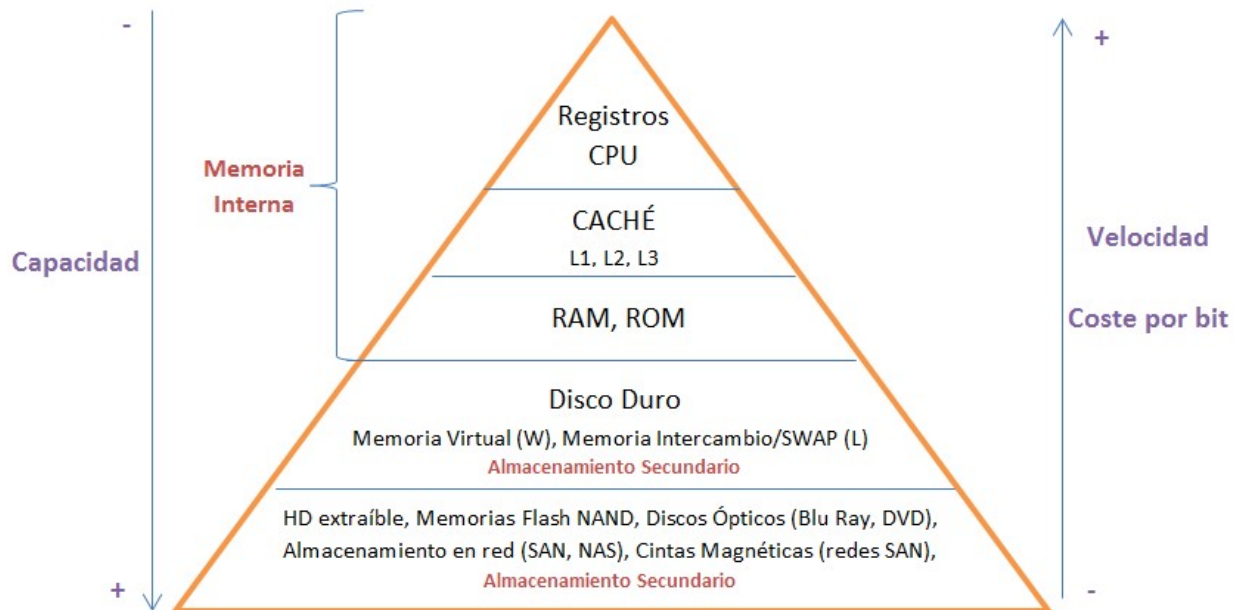 -
+
Registros
CPU
Memoria
Interna
CACHÉ
L1, L2, L3
Capacidad
Velocidad
RAM, ROM
Coste por bit
Disco Duro
Memoria Virtual (W), Memoria Intercambio/SWAP (L)
Almacenamiento Secundario
HD extraíble, Memorias Flash NAND, Discos Ópticos (Blu Ray, DVD),
Almacenamiento en red (SAN, NAS), Cintas Magnéticas (redes SAN),
Almacenamiento Secundario
+
-